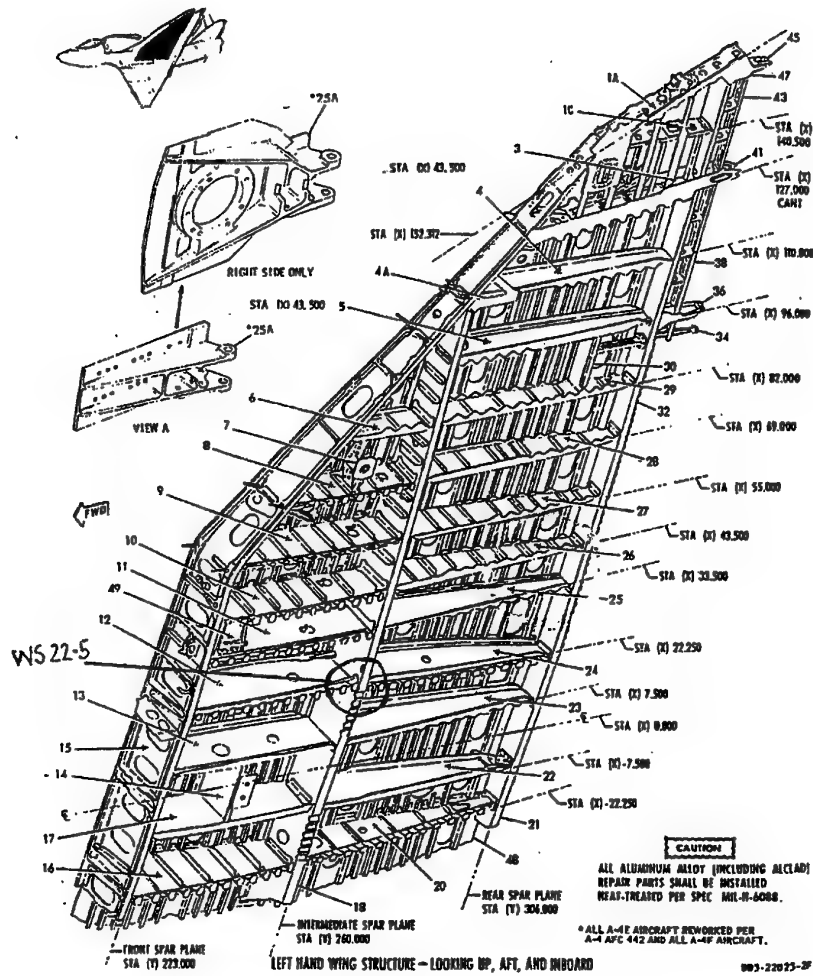 *25A
RIGHT SIDE ONLY
STA (X) 43.500
*25A
VIEW A
STA (X) 43.500
STA (X) 152.312
4A
5
4
3
1C
1A
45
47
43
STA (X)
140.500
41
STA (X)
127.000
CANT
38
STA (X) 110.000
36
STA (X) 96.000
34
30
29
32
STA (X) 82.000
STA (X) 69.000
28
STA (X) 55.000
27
STA (X) 43.500
26
STA (X) 33.500
25
STA (X) 22.250
24
STA (X) 7.500
23
STA (X) 0.000
22
STA (X) -7.500
STA (X) -22.250
21
48
20
18
6
7
8
9
FWD
10
11
49
12
WS 22-5
13
15
14
17
16
FRONT SPAR PLANE
STA (Y) 223.000
INTERMEDIATE SPAR PLANE
STA (Y) 260.000
REAR SPAR PLANE
STA (Y) 304.000
CAUTION
ALL ALUMINUM ALLOY (INCLUDING ALCLAD)
REPAIR PARTS SHALL BE INSTALLED
HEAT-TREATED PER SPEC MIL-H-6088.
*ALL A-4E AIRCRAFT REWORKED PER
A-4 AFC 442 AND ALL A-4F AIRCRAFT.
LEFT HAND WING STRUCTURE - LOOKING UP, AFT, AND INBOARD